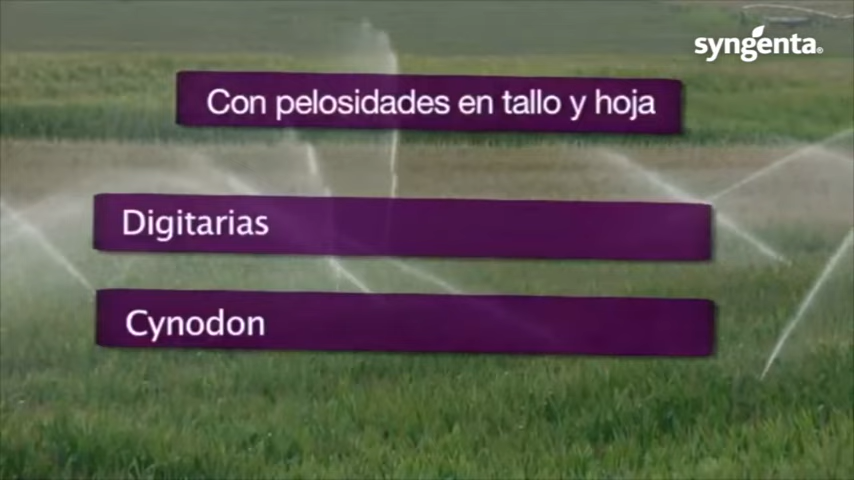 syngenta®
Con pelosidades en tallo y hoja
Digitarias
Cynodon